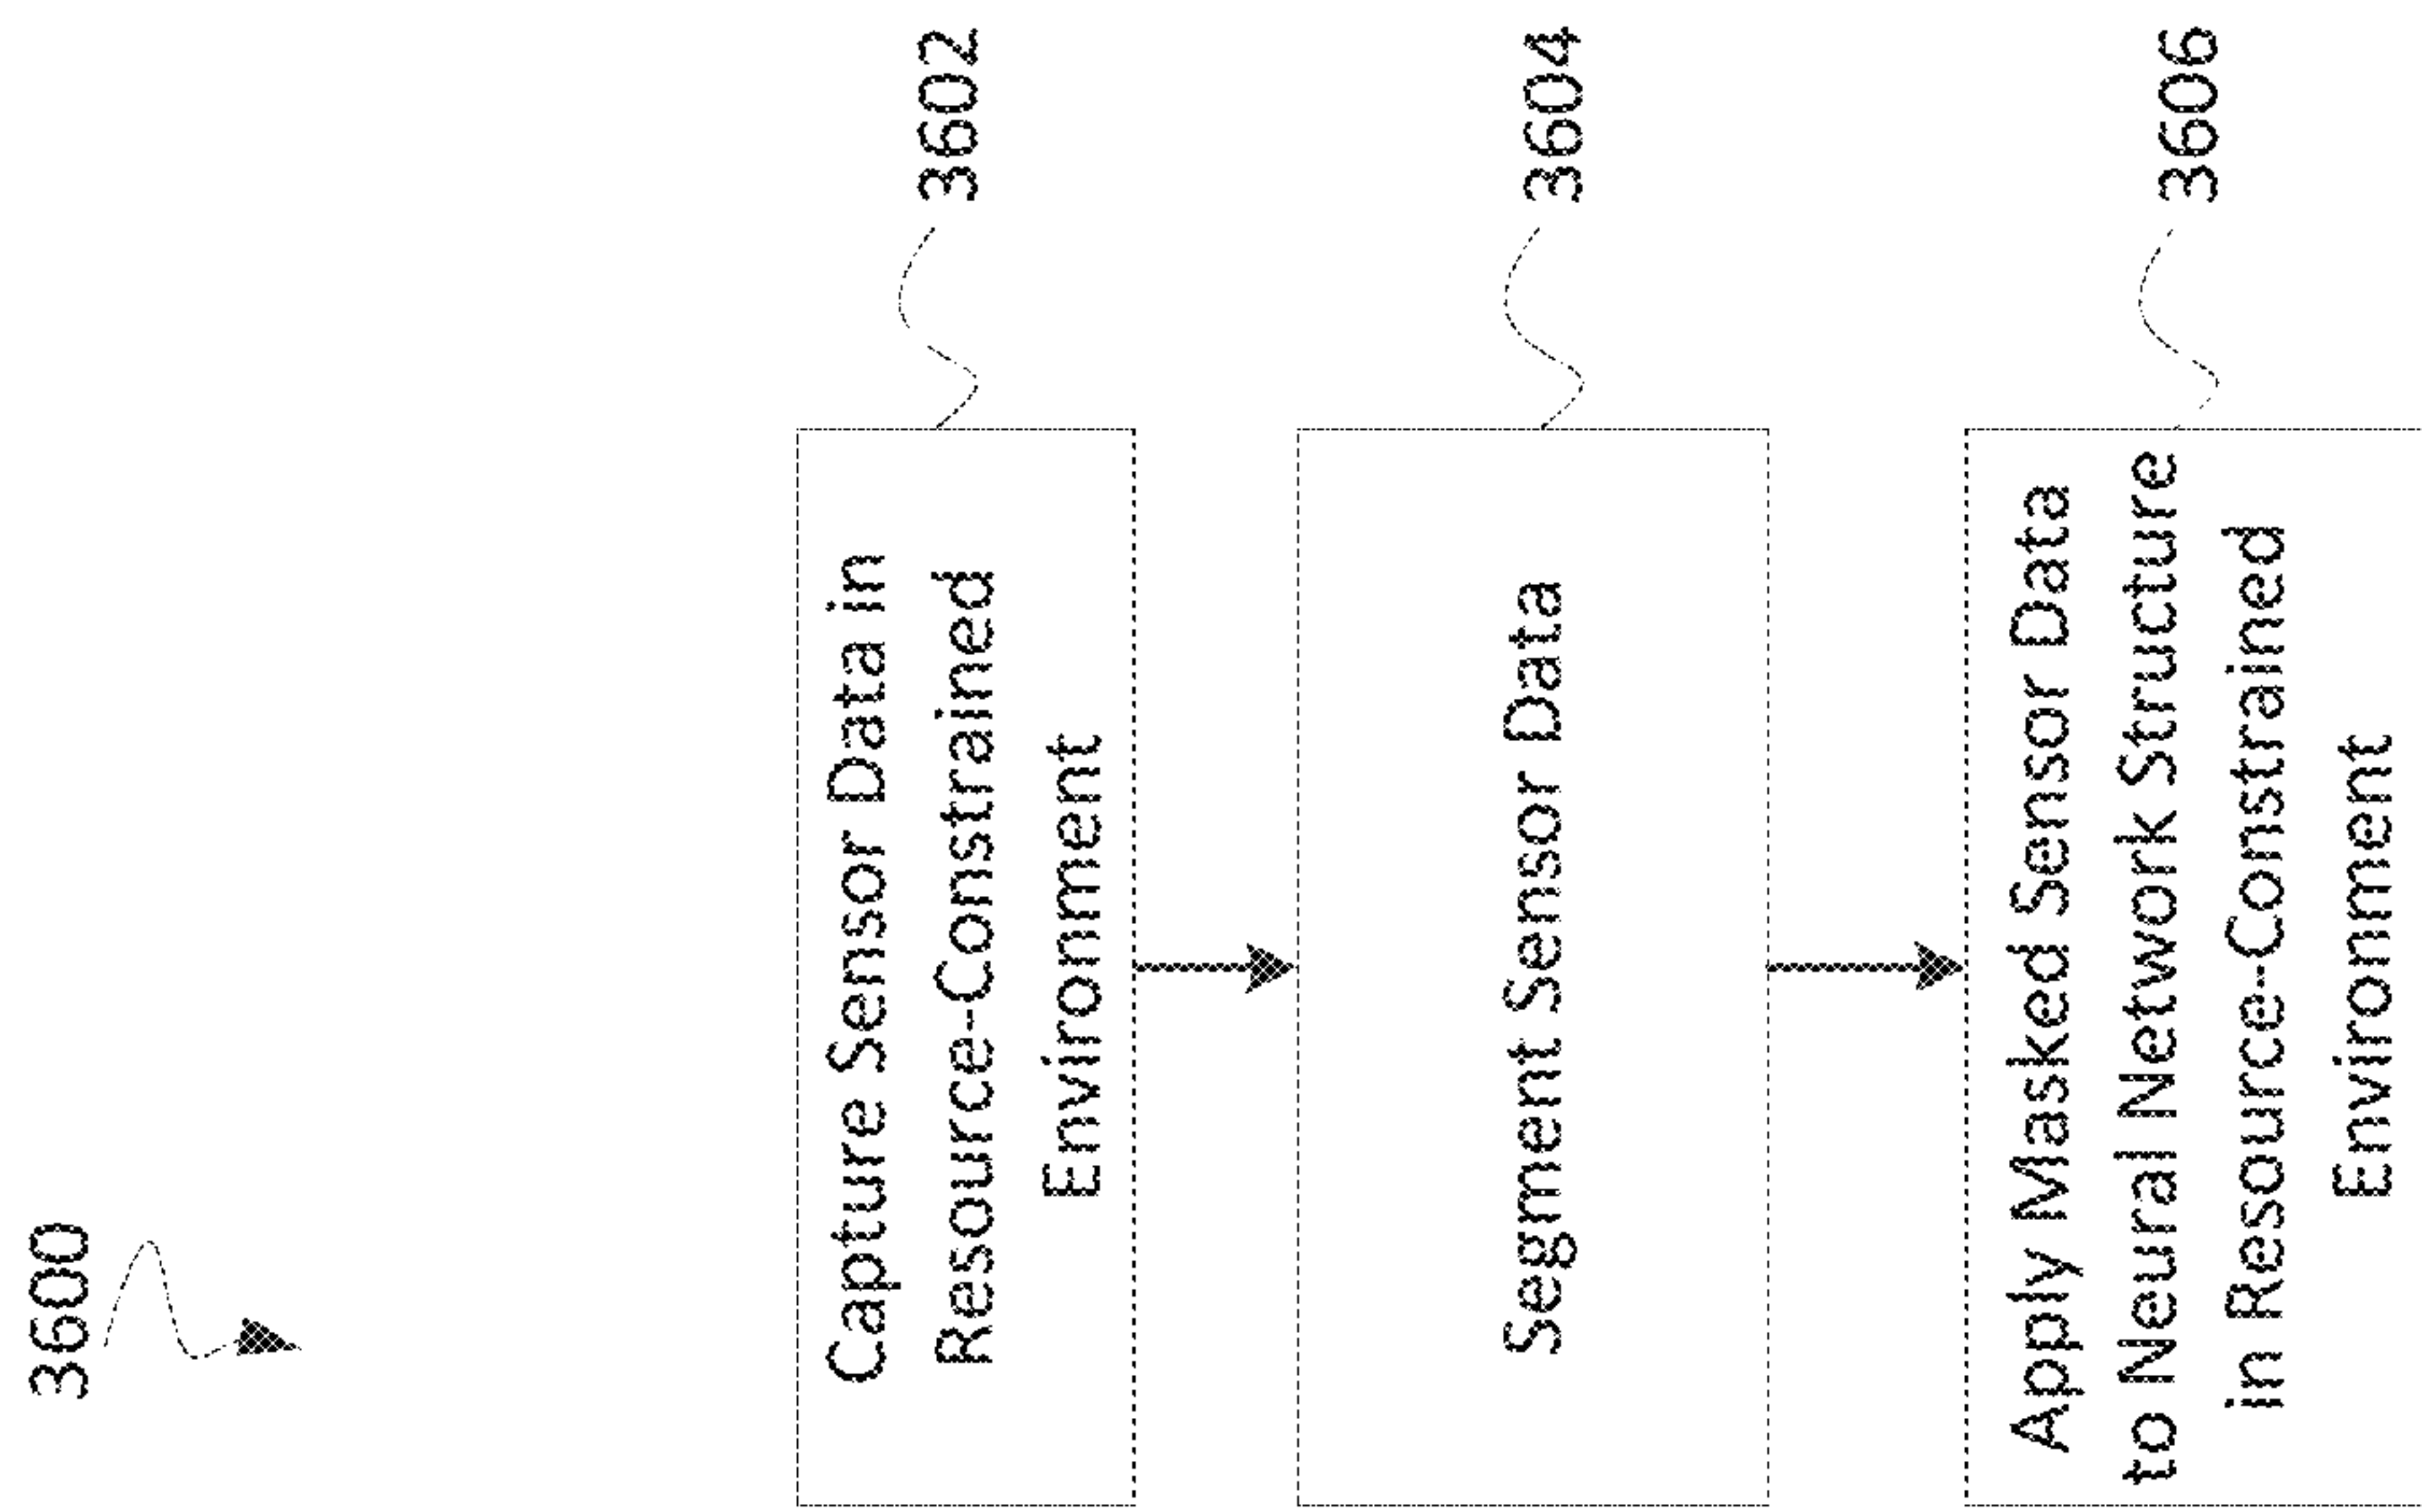 3600
Capture Sensor Data in
Resource-Constrained
Environment
3602
Segment Sensor Data
3604
Apply Masked Sensor Data
to Neural Network Structure
in Resource-Constrained
Environment
3606